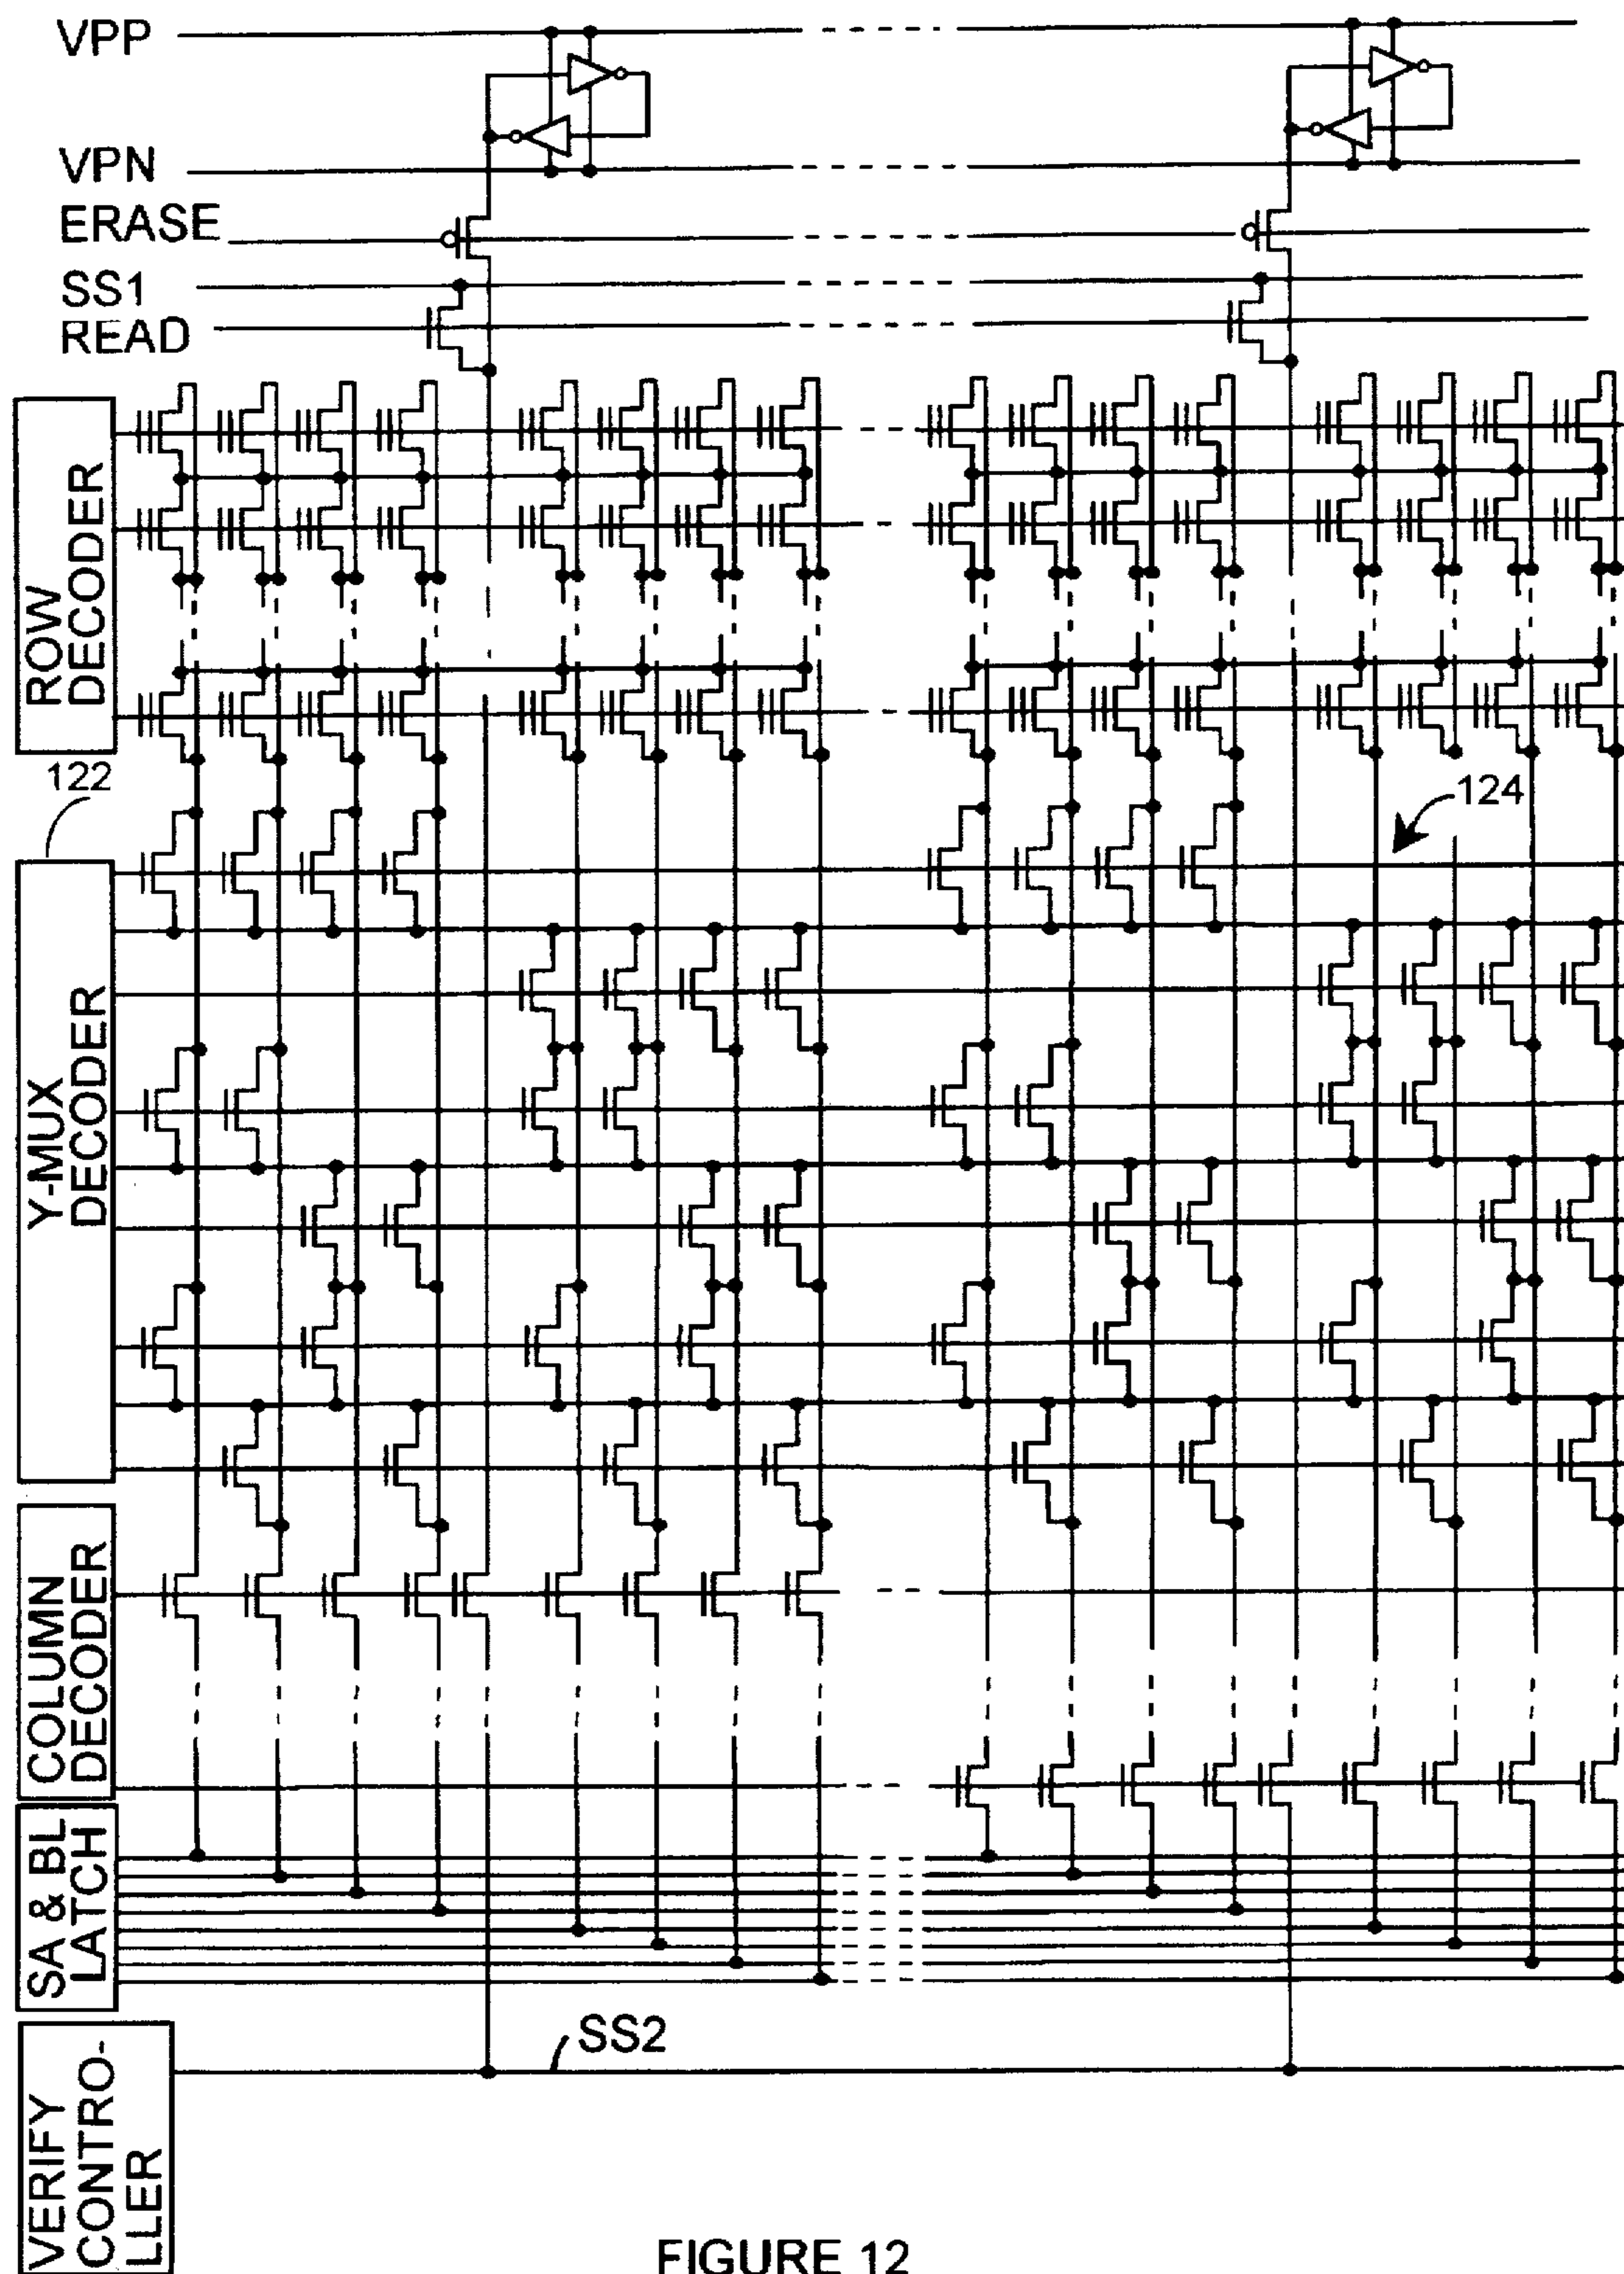 VPP
VPN
ERASE
SS1
READ
ROW
DECODER
122
124
Y-MUX
DECODER
COLUMN
DECODER
SA & BL
LATCH
SS2
VERIFY
CONTRO-
LLER
FIGURE 12